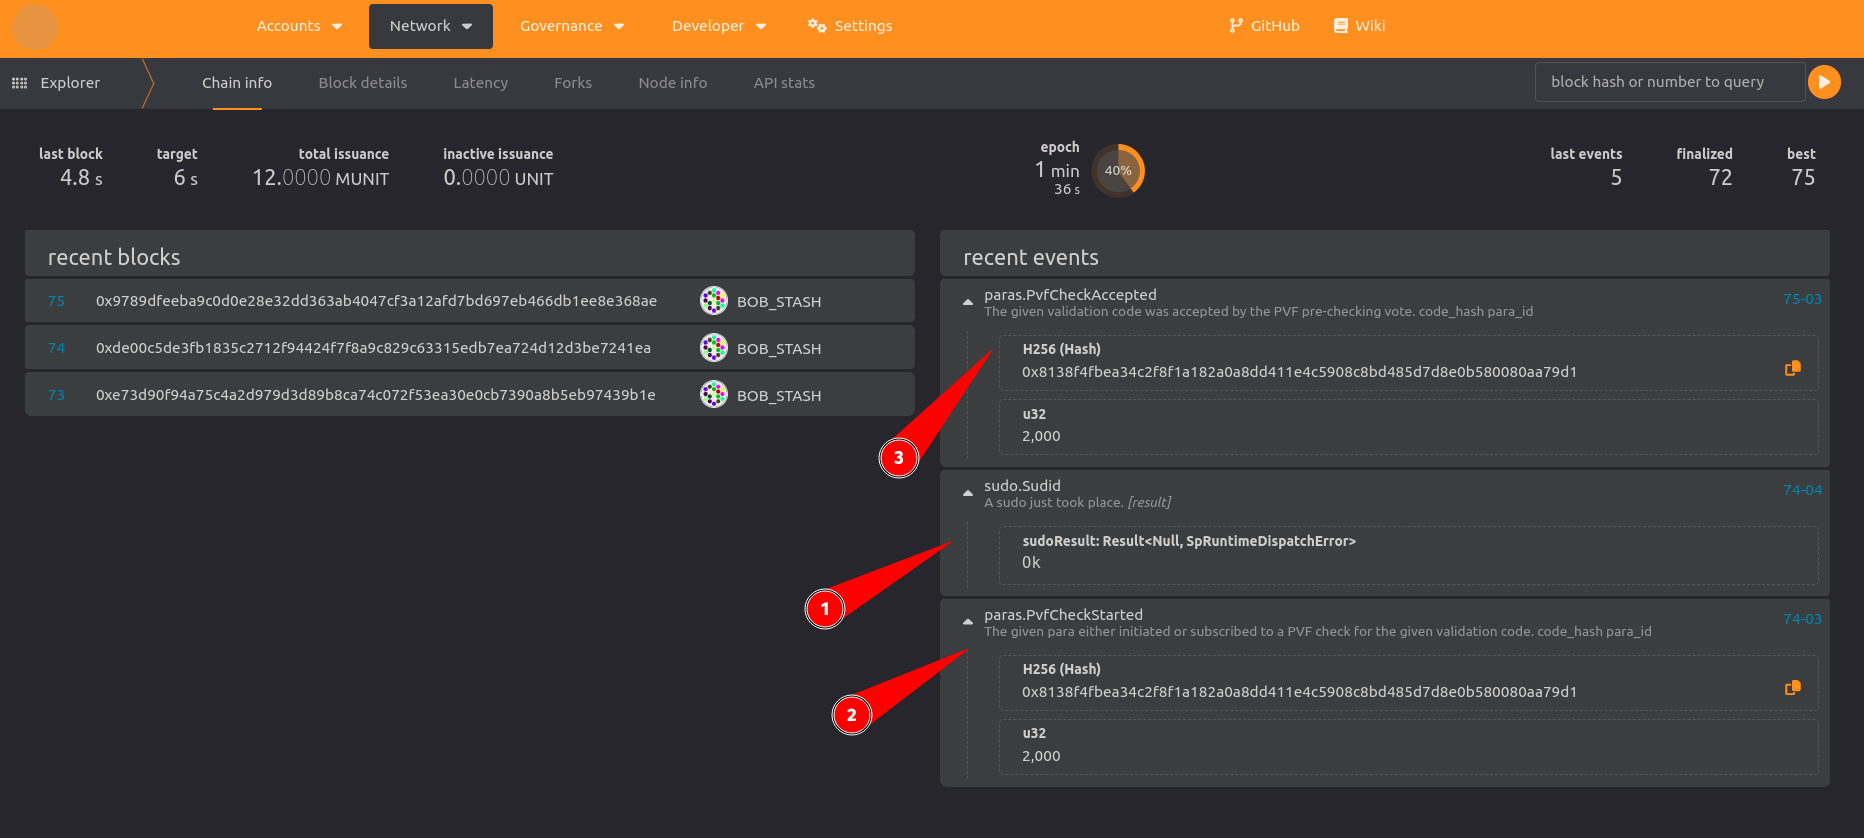 Accounts Network Governance Developer Settings GitHub Wiki
Explorer Chain info Block details Latency Forks Node info API stats block hash or number to query
last block target total issuance inactive issuance epoch last events finalized best
4.8 s 6 s 12.0000 MUNIT 0.0000 UNIT 1 min 40% 5 72 75
36 s
recent blocks
75 0x9789dfeeba9c0d0e28e32dd363ab4047cf3a12afd7bd697eb466db1ee8e368ae BOB_STASH
74 0xde00c5de3fb1835c2712f94424f7f8a9c829c63315edb7ea724d12d3be7241ea BOB_STASH
73 0xe73d90f94a75c4a2d979d3d89b8ca74c072f53ea30e0cb7390a8b5eb97439b1e BOB_STASH
recent events
paras.PvfCheckAccepted 75-03
The given validation code was accepted by the PVF pre-checking vote. code_hash para_id
H256 (Hash)
0x8138f4fbea34c2f8f1a182a0a8dd411e4c5908c8bd485d7d8e0b580080aa79d1
u32
2,000
3
sudo.Sudid 74-04
A sudo just took place. [result]
sudoResult: Result<Null, SpRuntimeDispatchError>
Ok
1
paras.PvfCheckStarted 74-03
The given para either initiated or subscribed to a PVF check for the given validation code. code_hash para_id
H256 (Hash)
0x8138f4fbea34c2f8f1a182a0a8dd411e4c5908c8bd485d7d8e0b580080aa79d1
2
u32
2,000